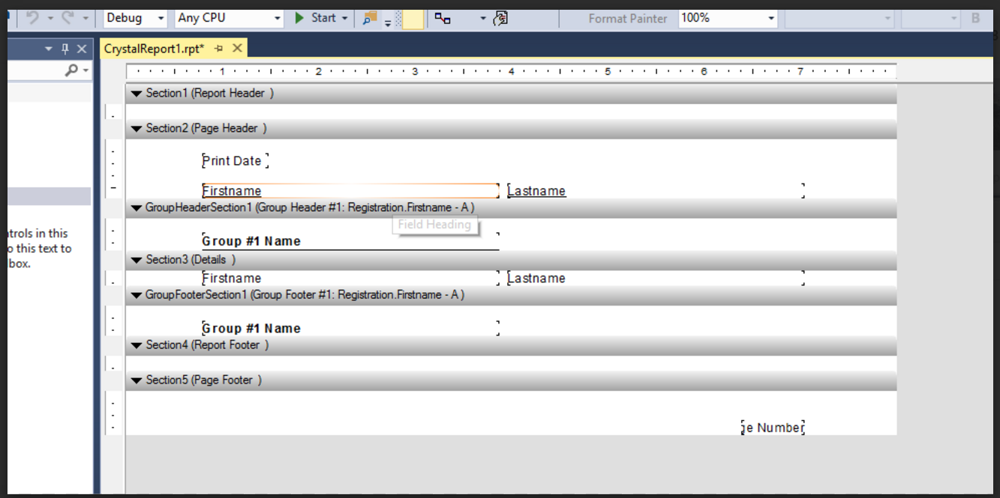 Debug Any CPU Start Format Painter 100% B
CrystalReport1.rpt*
1 2 3 4 5 6 7
Section1 (Report Header )
Section2 (Page Header )
Print Date
Firstname Lastname
GroupHeaderSection1 (Group Header #1: Registration.Firstname - A )
Field Heading
ntrols in this
o this text to
box.
Group #1 Name
Section3 (Details )
Firstname Lastname
GroupFooterSection1 (Group Footer #1: Registration.Firstname - A )
Group #1 Name
Section4 (Report Footer )
Section5 (Page Footer )
ge Number